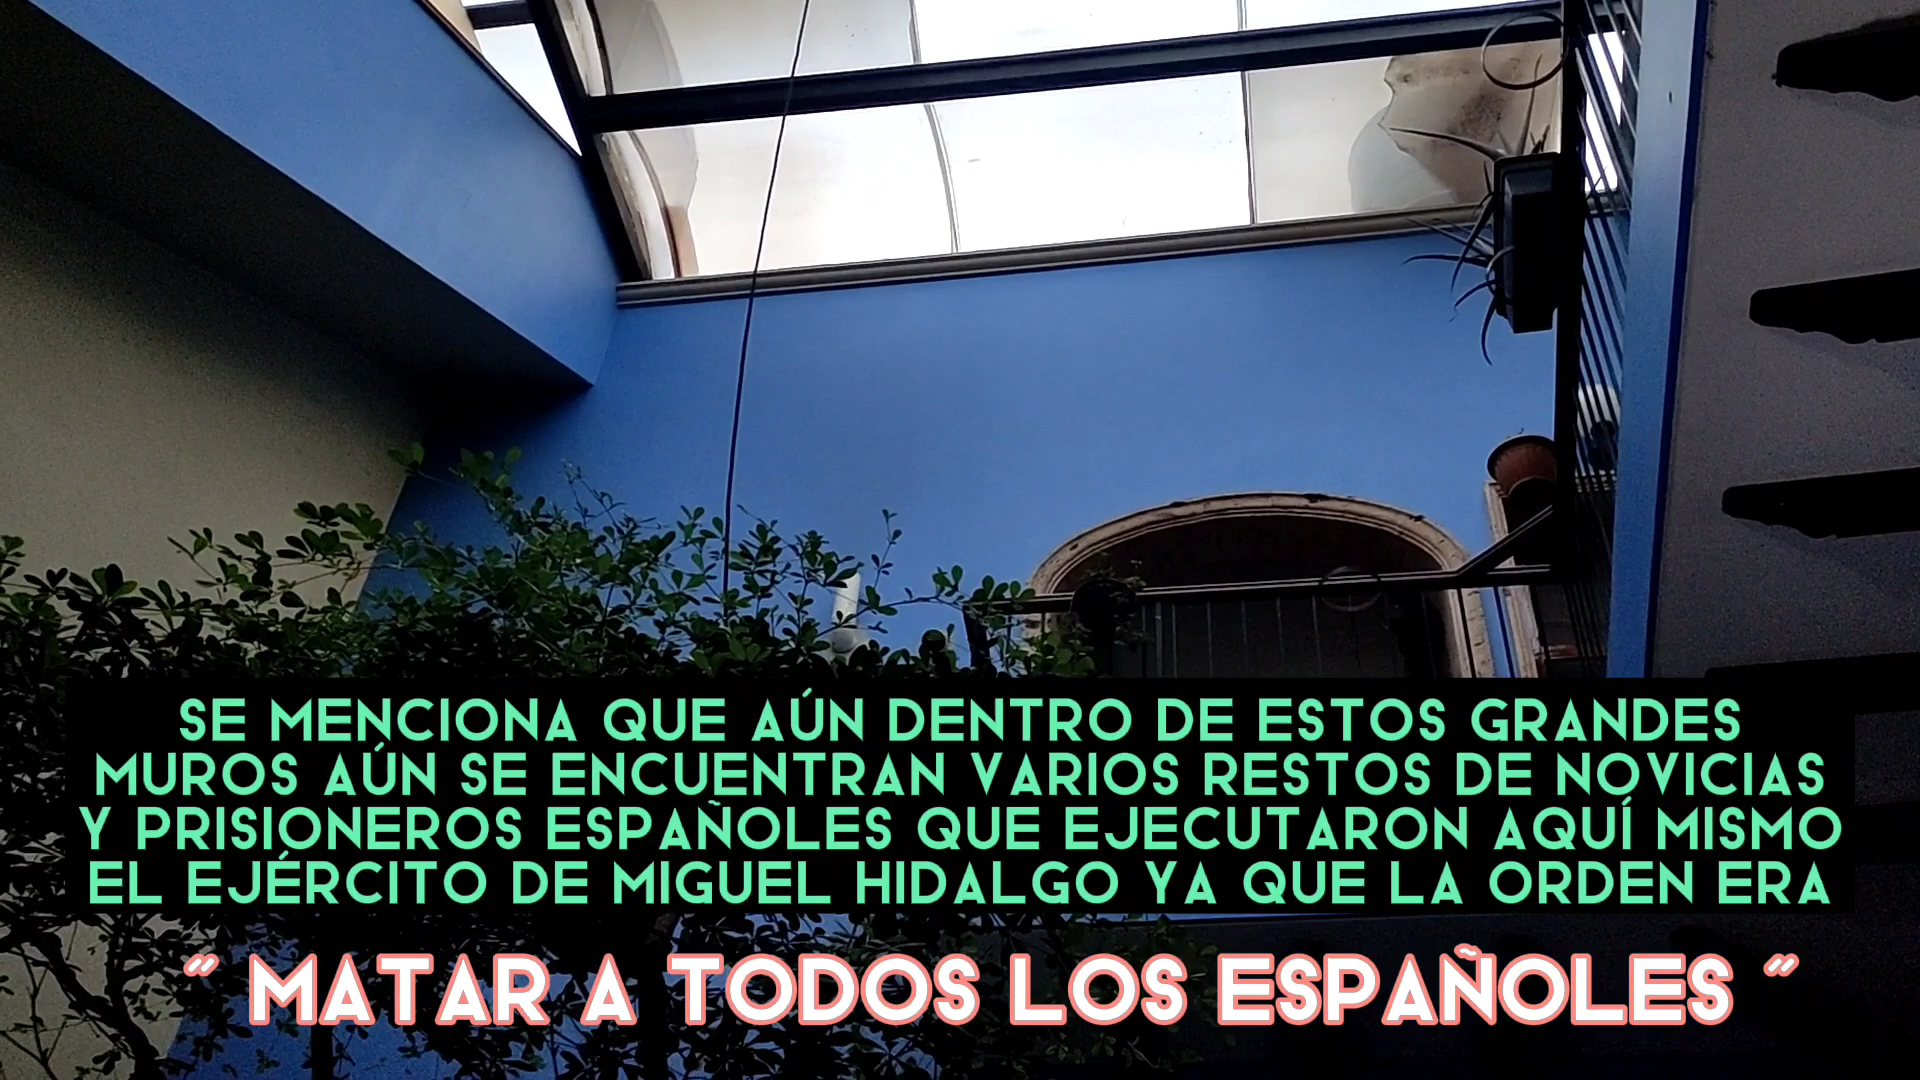 SE MENCIONA QUE AÚN DENTRO DE ESTOS GRANDES
MUROS AÚN SE ENCUENTRAN VARIOS RESTOS DE NOVICIAS
Y PRISIONEROS ESPAÑOLES QUE EJECUTARON AQUÍ MISMO
EL EJÉRCITO DE MIGUEL HIDALGO YA QUE LA ORDEN ERA
" MATAR A TODOS LOS ESPAÑOLES "